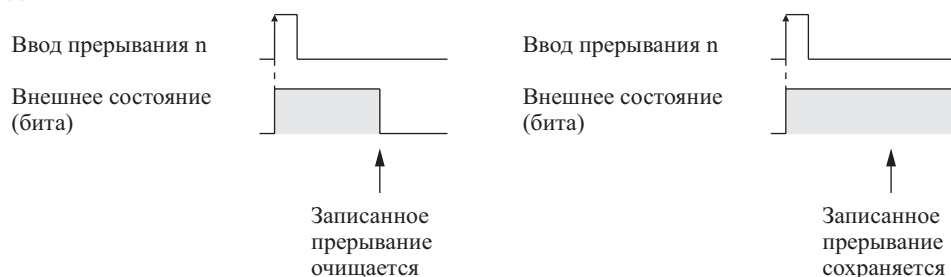 Ввод прерывания n
Внешнее состояние
(бита)
Записанное
прерывание
очищается
Ввод прерывания n
Внешнее состояние
(бита)
Записанное
прерывание
сохраняется